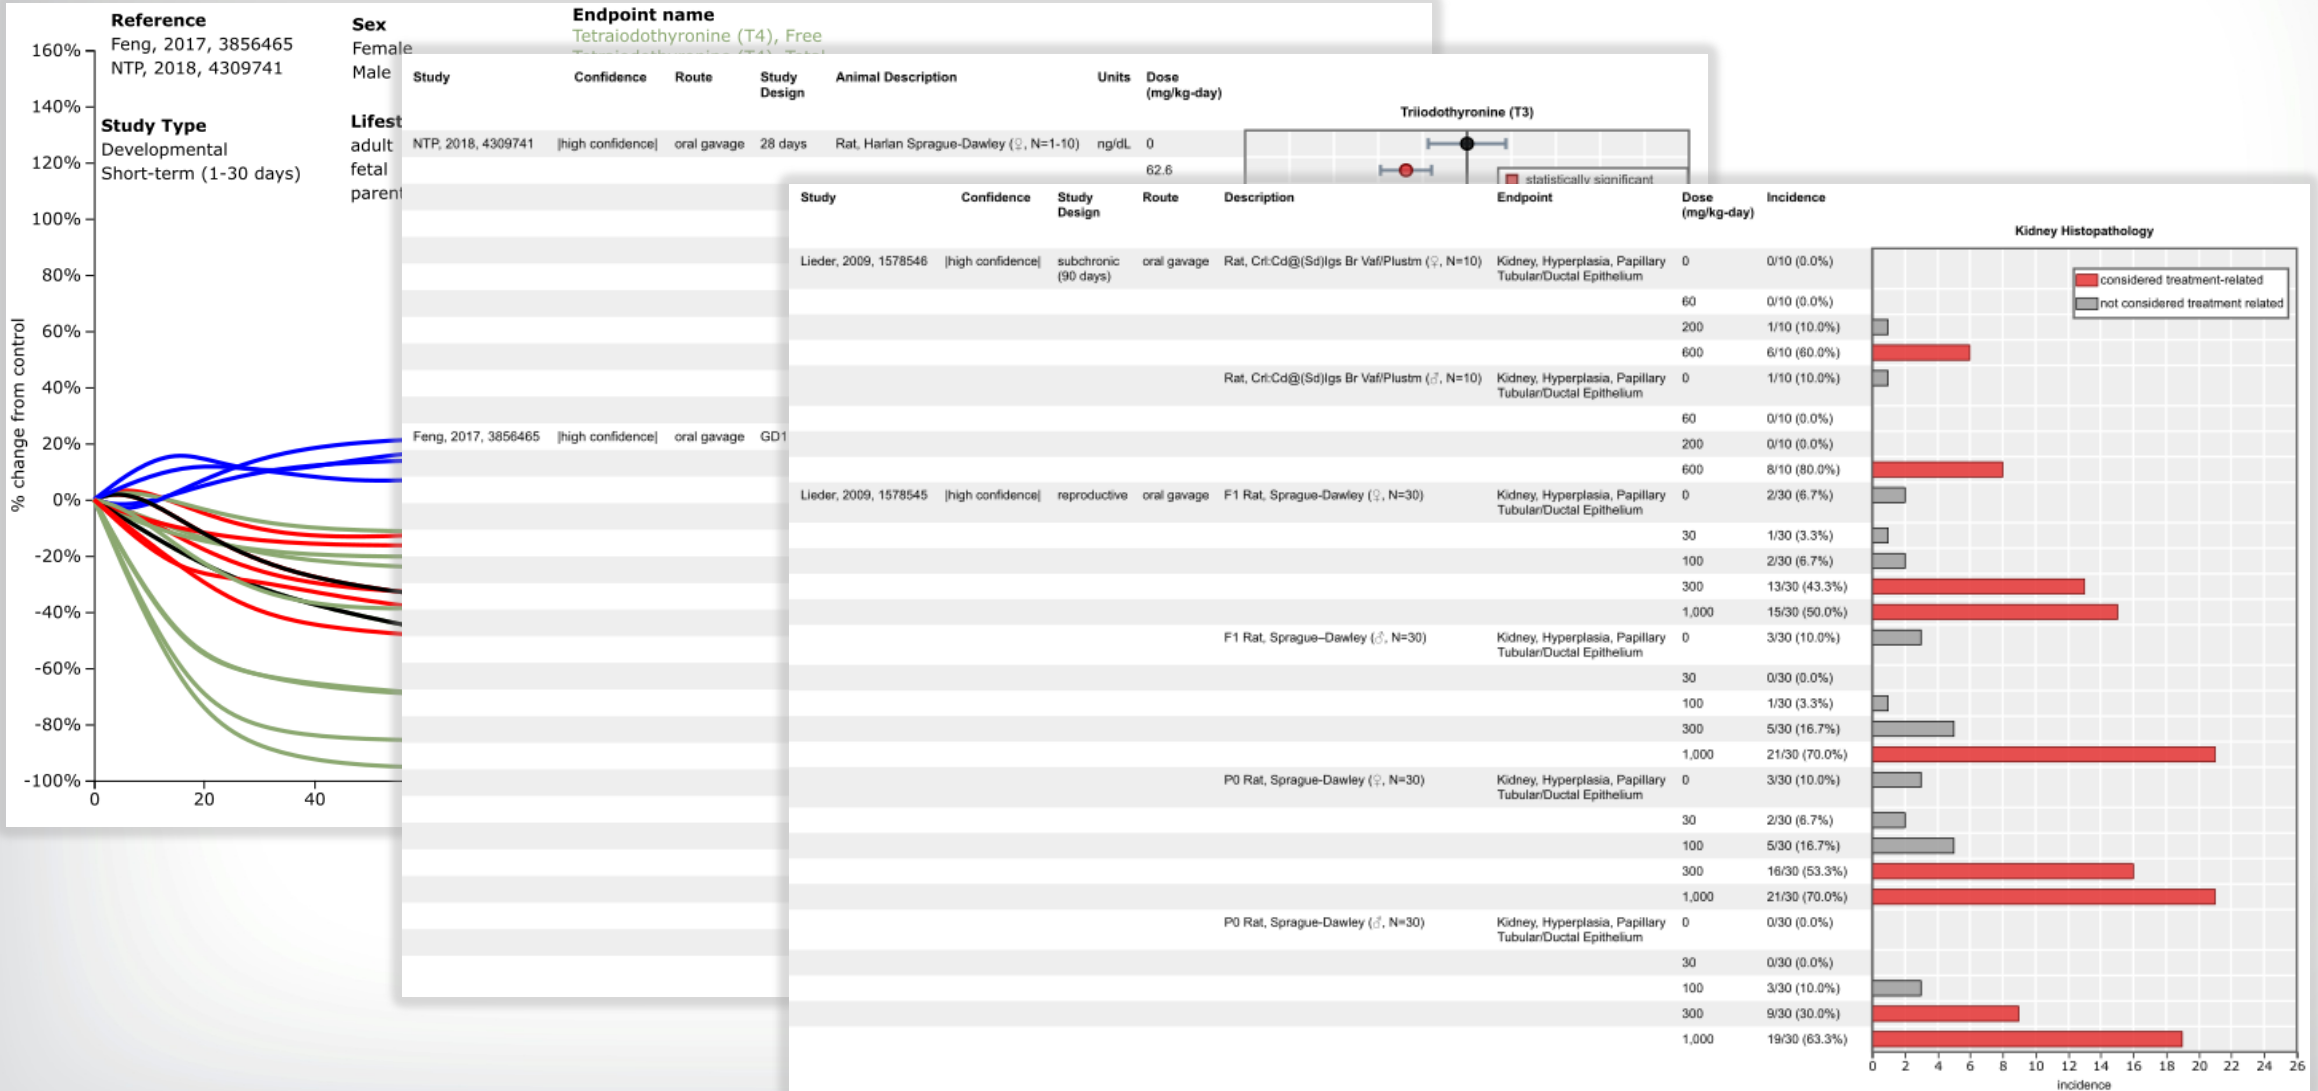 Reference
Feng, 2017, 3856465
NTP, 2018, 4309741
Sex
Female
Male
Endpoint name
Tetraiodothyronine (T4), Free
Study Type
Developmental
Short-term (1-30 days)
adult
fetal
% change from control
160%
140%
120%
100%
80%
60%
40%
20%
0%
-20%
-40%
-60%
-80%
-100%
0 20 40
Study Confidence Route Study Design Animal Description Units Dose (mg/kg-day)
Triiodothyronine (T3)
NTP, 2018, 4309741 |high confidence| oral gavage 28 days Rat, Harlan Sprague-Dawley (♀, N=1-10) ng/dL 0
62.6
statistically significant
Feng, 2017, 3856465 |high confidence| oral gavage GD1
Study Confidence Study Design Route Description Endpoint Dose (mg/kg-day) Incidence
Kidney Histopathology
considered treatment-related
not considered treatment related
Lieder, 2009, 1578546 |high confidence| subchronic (90 days) oral gavage Rat, Crl:Cd@(Sd)Igs Br Vaf/Plustm (♀, N=10) Kidney, Hyperplasia, Papillary Tubular/Ductal Epithelium 0 0/10 (0.0%)
60 0/10 (0.0%)
200 1/10 (10.0%)
600 6/10 (60.0%)
Rat, Crl:Cd@(Sd)Igs Br Vaf/Plustm (♂, N=10) Kidney, Hyperplasia, Papillary Tubular/Ductal Epithelium 0 1/10 (10.0%)
60 0/10 (0.0%)
200 0/10 (0.0%)
600 8/10 (80.0%)
Lieder, 2009, 1578545 |high confidence| reproductive oral gavage F1 Rat, Sprague-Dawley (♀, N=30) Kidney, Hyperplasia, Papillary Tubular/Ductal Epithelium 0 2/30 (6.7%)
30 1/30 (3.3%)
100 2/30 (6.7%)
300 13/30 (43.3%)
1,000 15/30 (50.0%)
F1 Rat, Sprague–Dawley (♂, N=30) Kidney, Hyperplasia, Papillary Tubular/Ductal Epithelium 0 3/30 (10.0%)
30 0/30 (0.0%)
100 1/30 (3.3%)
300 5/30 (16.7%)
1,000 21/30 (70.0%)
P0 Rat, Sprague-Dawley (♀, N=30) Kidney, Hyperplasia, Papillary Tubular/Ductal Epithelium 0 3/30 (10.0%)
30 2/30 (6.7%)
100 5/30 (16.7%)
300 16/30 (53.3%)
1,000 21/30 (70.0%)
P0 Rat, Sprague-Dawley (♂, N=30) Kidney, Hyperplasia, Papillary Tubular/Ductal Epithelium 0 0/30 (0.0%)
30 0/30 (0.0%)
100 3/30 (10.0%)
300 9/30 (30.0%)
1,000 19/30 (63.3%)
0 2 4 6 8 10 12 14 16 18 20 22 24 26
incidence